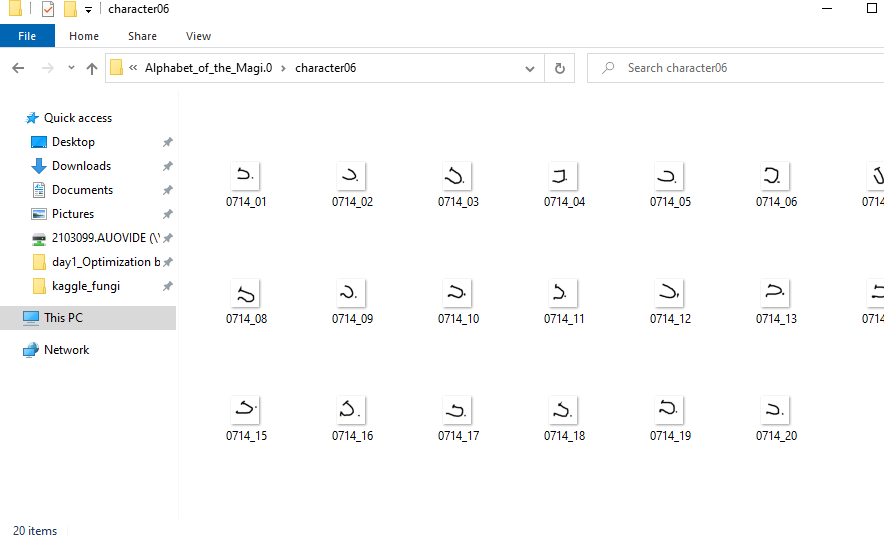 character06
File Home Share View
« Alphabet_of_the_Magi.0 > character06
Search character06
Quick access
Desktop
Downloads
Documents
Pictures
2103099.AUOVIDE (\\
day1_Optimization b
kaggle_fungi
This PC
Network
0714_01 0714_02 0714_03 0714_04 0714_05 0714_06 0714
0714_08 0714_09 0714_10 0714_11 0714_12 0714_13 0714
0714_15 0714_16 0714_17 0714_18 0714_19 0714_20
20 items